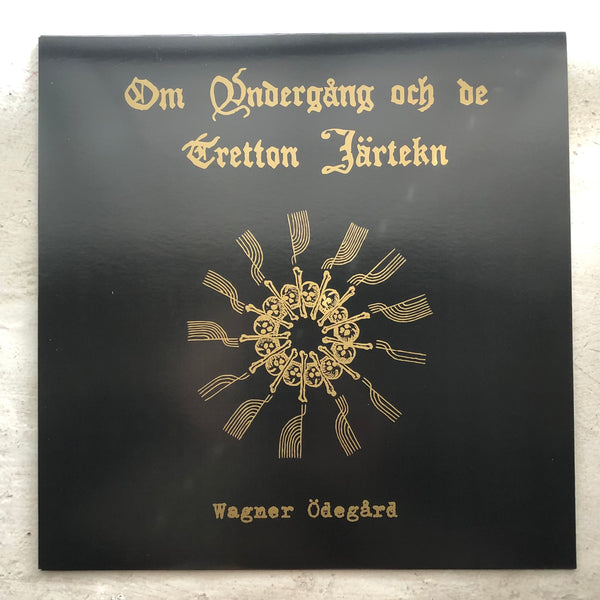 Om Undergång och de
Tretton Järtekn
Wagner Ödegård